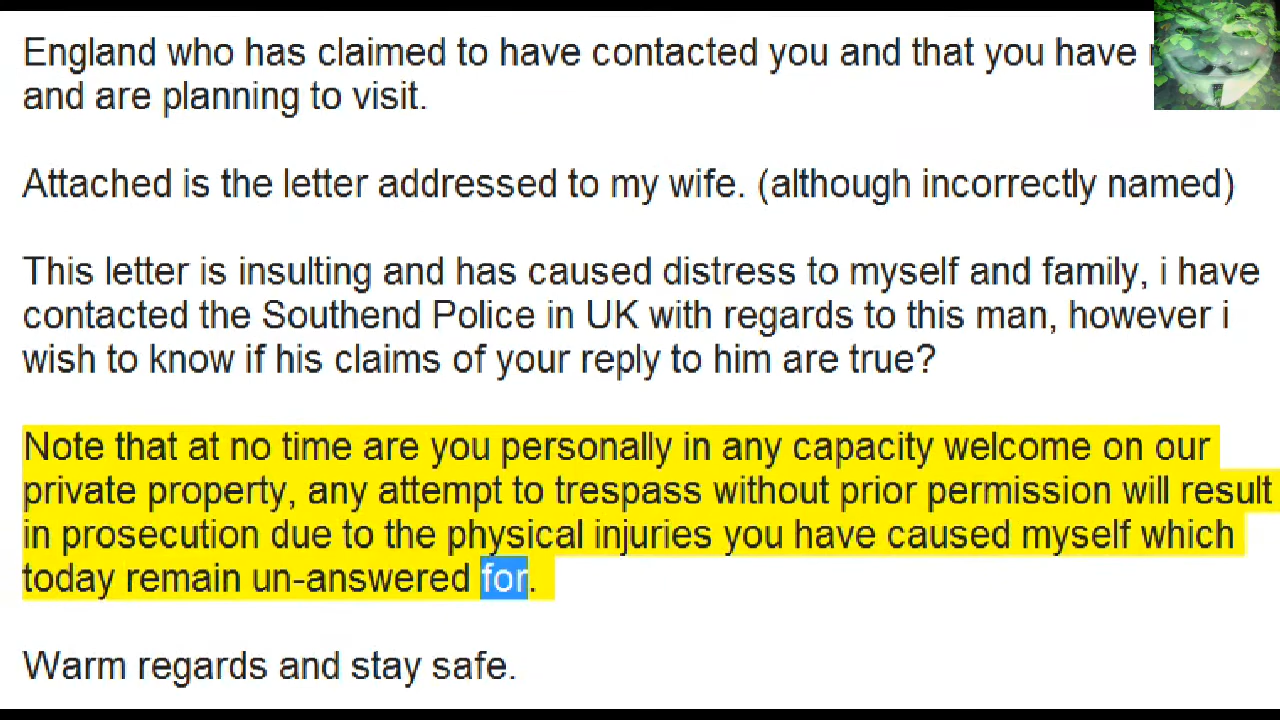 England who has claimed to have contacted you and that you have
and are planning to visit.
Attached is the letter addressed to my wife. (although incorrectly named)
This letter is insulting and has caused distress to myself and family, i have
contacted the Southend Police in UK with regards to this man, however i
wish to know if his claims of your reply to him are true?
Note that at no time are you personally in any capacity welcome on our
private property, any attempt to trespass without prior permission will result
in prosecution due to the physical injuries you have caused myself which
today remain un-answered for.
Warm regards and stay safe.